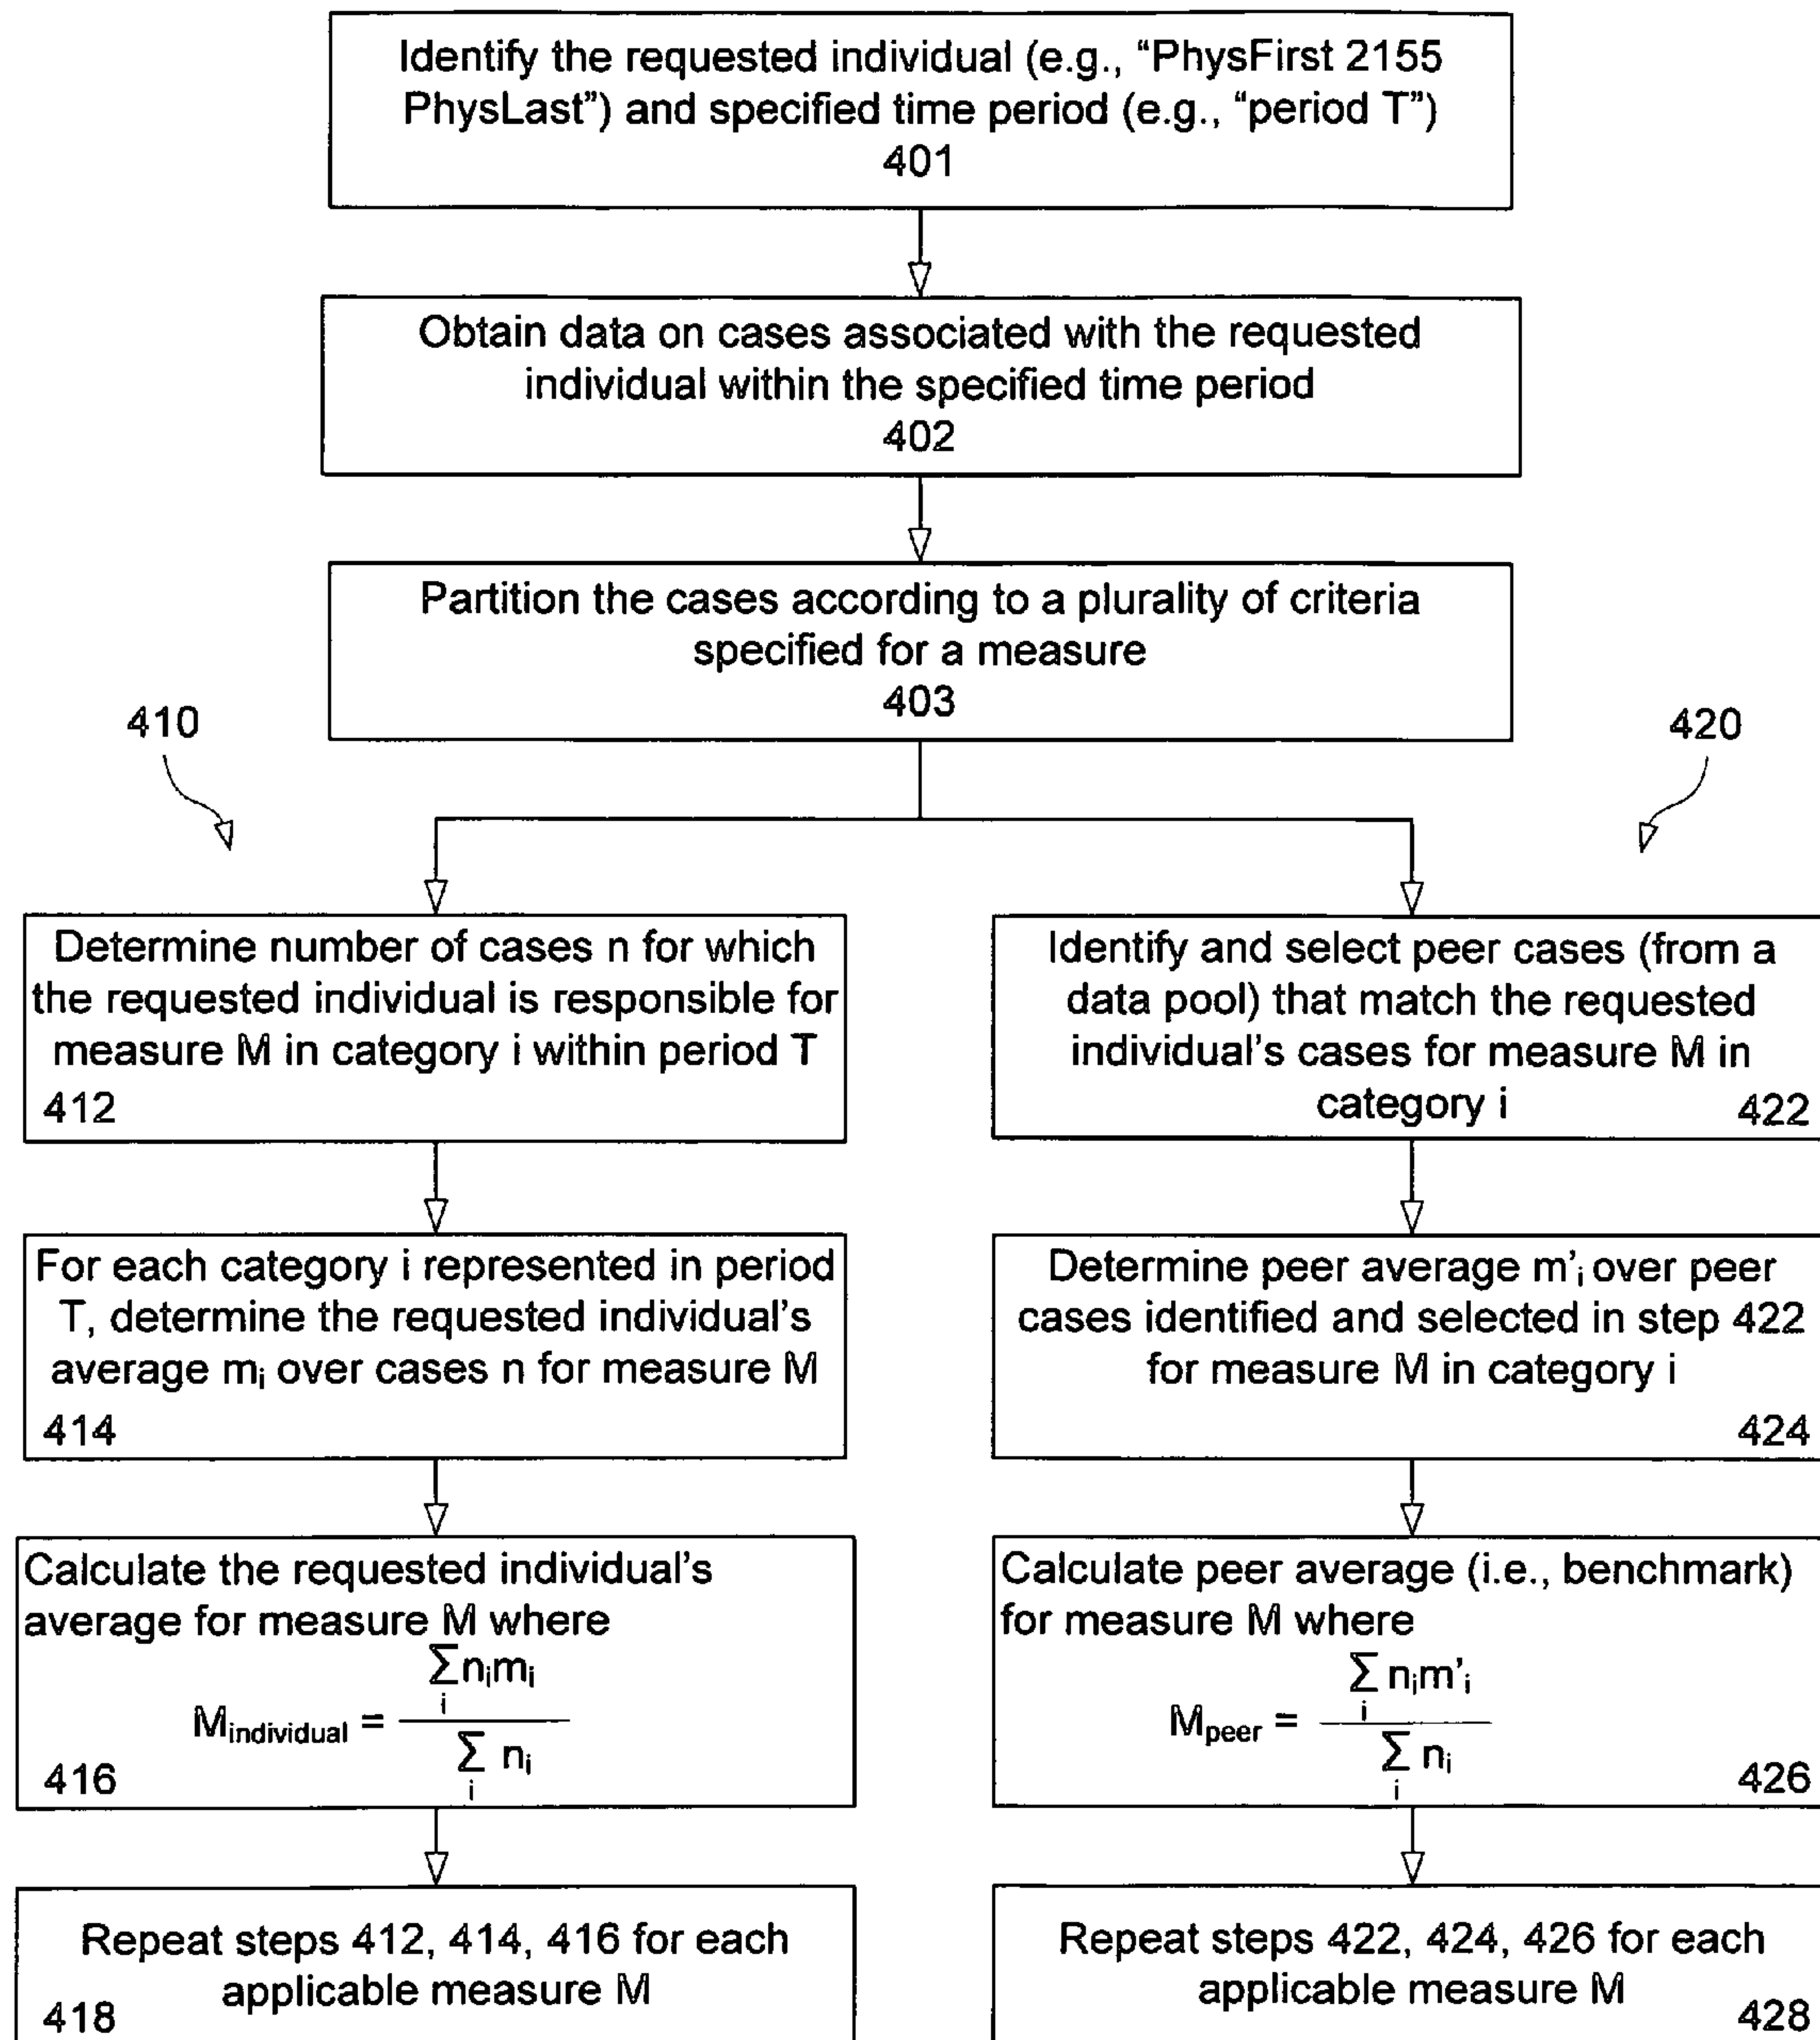 Identify the requested individual (e.g., “PhysFirst 2155
PhysLast”) and specified time period (e.g., “period T”)
401
Obtain data on cases associated with the requested
individual within the specified time period
402
Partition the cases according to a plurality of criteria
specified for a measure
403
410
420
Determine number of cases n for which
the requested individual is responsible for
measure M in category i within period T
412
Identify and select peer cases (from a
data pool) that match the requested
individual's cases for measure M in
category i
422
For each category i represented in period
T, determine the requested individual's
average mᵢ over cases n for measure M
414
Determine peer average m'ᵢ over peer
cases identified and selected in step 422
for measure M in category i
424
Calculate the requested individual's
average for measure M where
∑nᵢmᵢ
i
M individual =
∑ nᵢ
i
416
Calculate peer average (i.e., benchmark)
for measure M where
∑ nᵢm'ᵢ
i
M peer =
∑ nᵢ
i
426
Repeat steps 412, 414, 416 for each
applicable measure M
418
Repeat steps 422, 424, 426 for each
applicable measure M
428